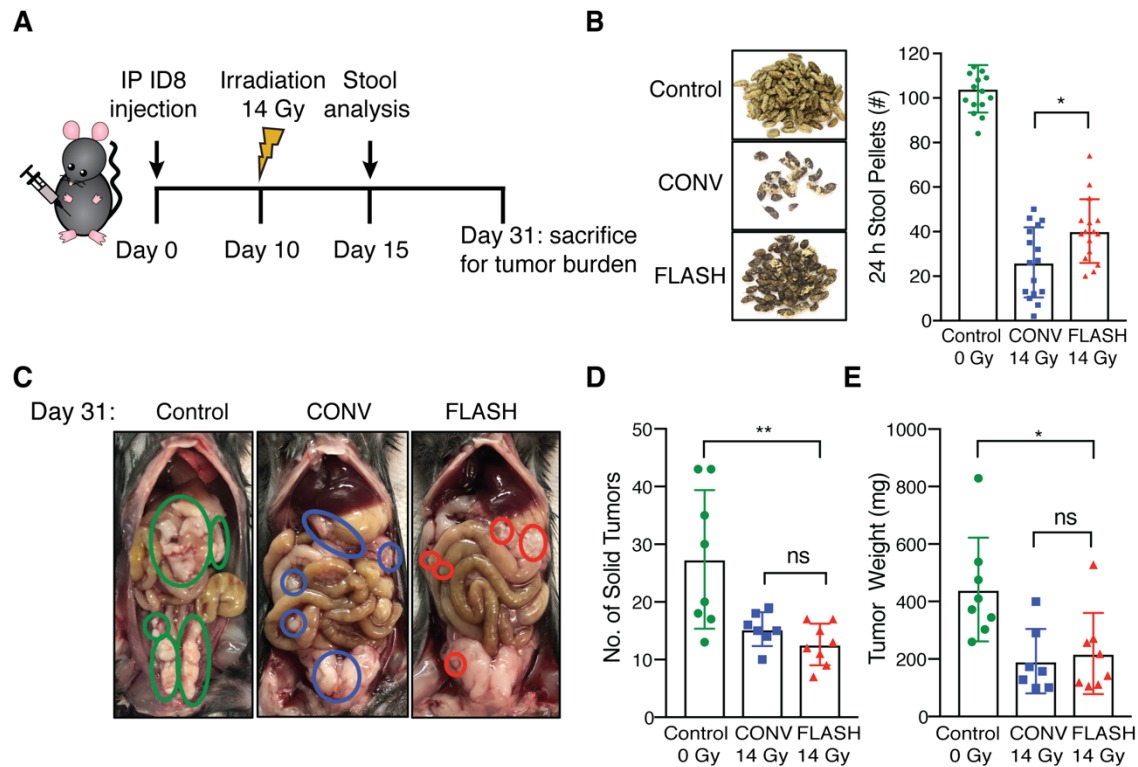 A
IP ID8
injection
Irradiation
14 Gy
Stool
analysis
Day 0
Day 10
Day 15
Day 31: sacrifice
for tumor burden
B
Control
CONV
FLASH
24 h Stool Pellets (#)
120
100
80
60
40
20
0
*
Control
0 Gy
CONV
14 Gy
FLASH
14 Gy
C
Day 31:
Control
CONV
FLASH
D
No. of Solid Tumors
50
40
30
20
10
0
**
ns
Control
0 Gy
CONV
14 Gy
FLASH
14 Gy
E
Tumor Weight (mg)
1000
800
600
400
200
0
*
ns
Control
0 Gy
CONV
14 Gy
FLASH
14 Gy